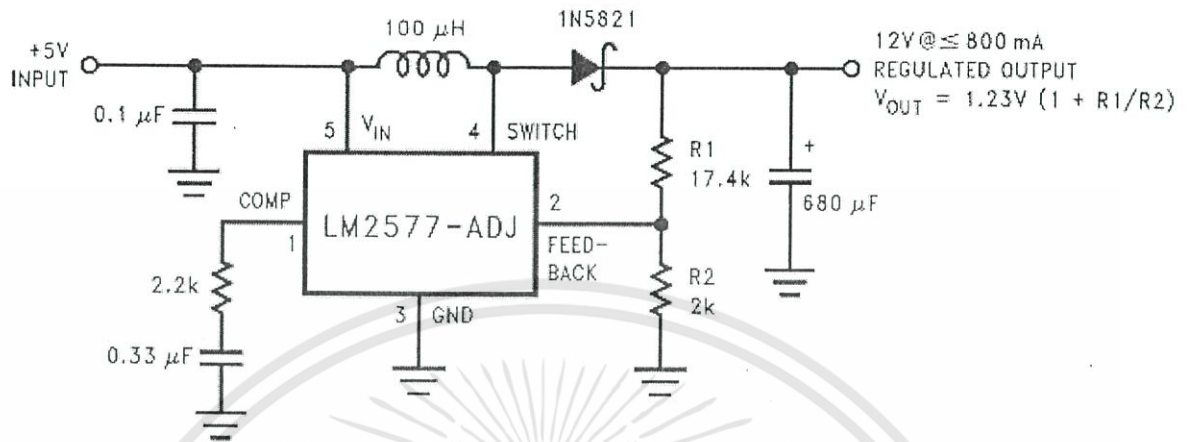 1N5821
100 μH
+5V
INPUT
12V@≤ 800 mA
REGULATED OUTPUT
VOUT = 1.23V (1 + R1/R2)
0.1 μF
5
VIN
4
SWITCH
R1
17.4k
+
680 μF
COMP
1
LM2577-ADJ
2
FEED-
BACK
2.2k
R2
2k
3
GND
0.33 μF